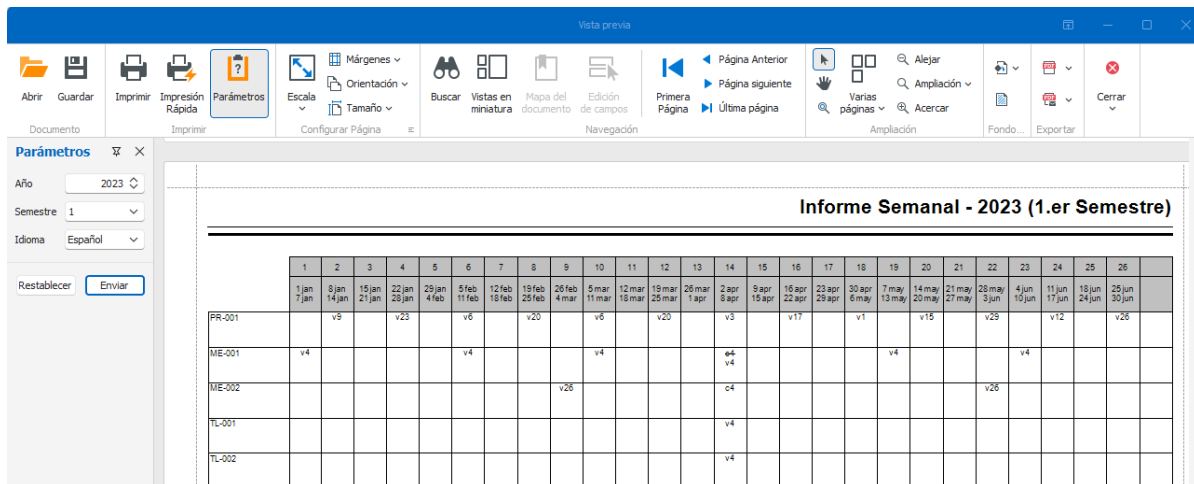 Vista previa
Abrir Guardar Imprimir Impresión Rápida Parámetros Escala Márgenes Orientación Tamaño Buscar Vistas en miniatura Mapa del documento Edición de campos Primera Página Página Anterior Página siguiente Última página Varias páginas Alejar Ampliación Acercar Cerrar
Documento Imprimir Configurar Página Navegación Ampliación Fondo... Exportar
Parámetros
Año 2023
Semestre 1
Idioma Español
Restablecer Enviar
Informe Semanal - 2023 (1.er Semestre)
1 2 3 4 5 6 7 8 9 10 11 12 13 14 15 16 17 18 19 20 21 22 23 24 25 26
1 jan 8 jan 15 jan 22 jan 29 jan 5 feb 12 feb 19 feb 26 feb 5 mar 12 mar 19 mar 26 mar 2 apr 9 apr 16 apr 23 apr 30 apr 7 may 14 may 21 may 28 may 4 jun 11 jun 18 jun 25 jun
7 jan 14 jan 21 jan 28 jan 4 feb 11 feb 18 feb 25 feb 4 mar 11 mar 18 mar 25 mar 1 apr 8 apr 15 apr 22 apr 29 apr 6 may 13 may 20 may 27 may 3 jun 10 jun 17 jun 24 jun 30 jun
PR-001 v9 v23 v6 v20 v6 v20 v3 v17 v1 v15 v29 v12 v26
ME-001 v4 v4 v4 c4 v4 v4
v4
ME-002 v26 c4 v26
TL-001 v4
TL-002 v4